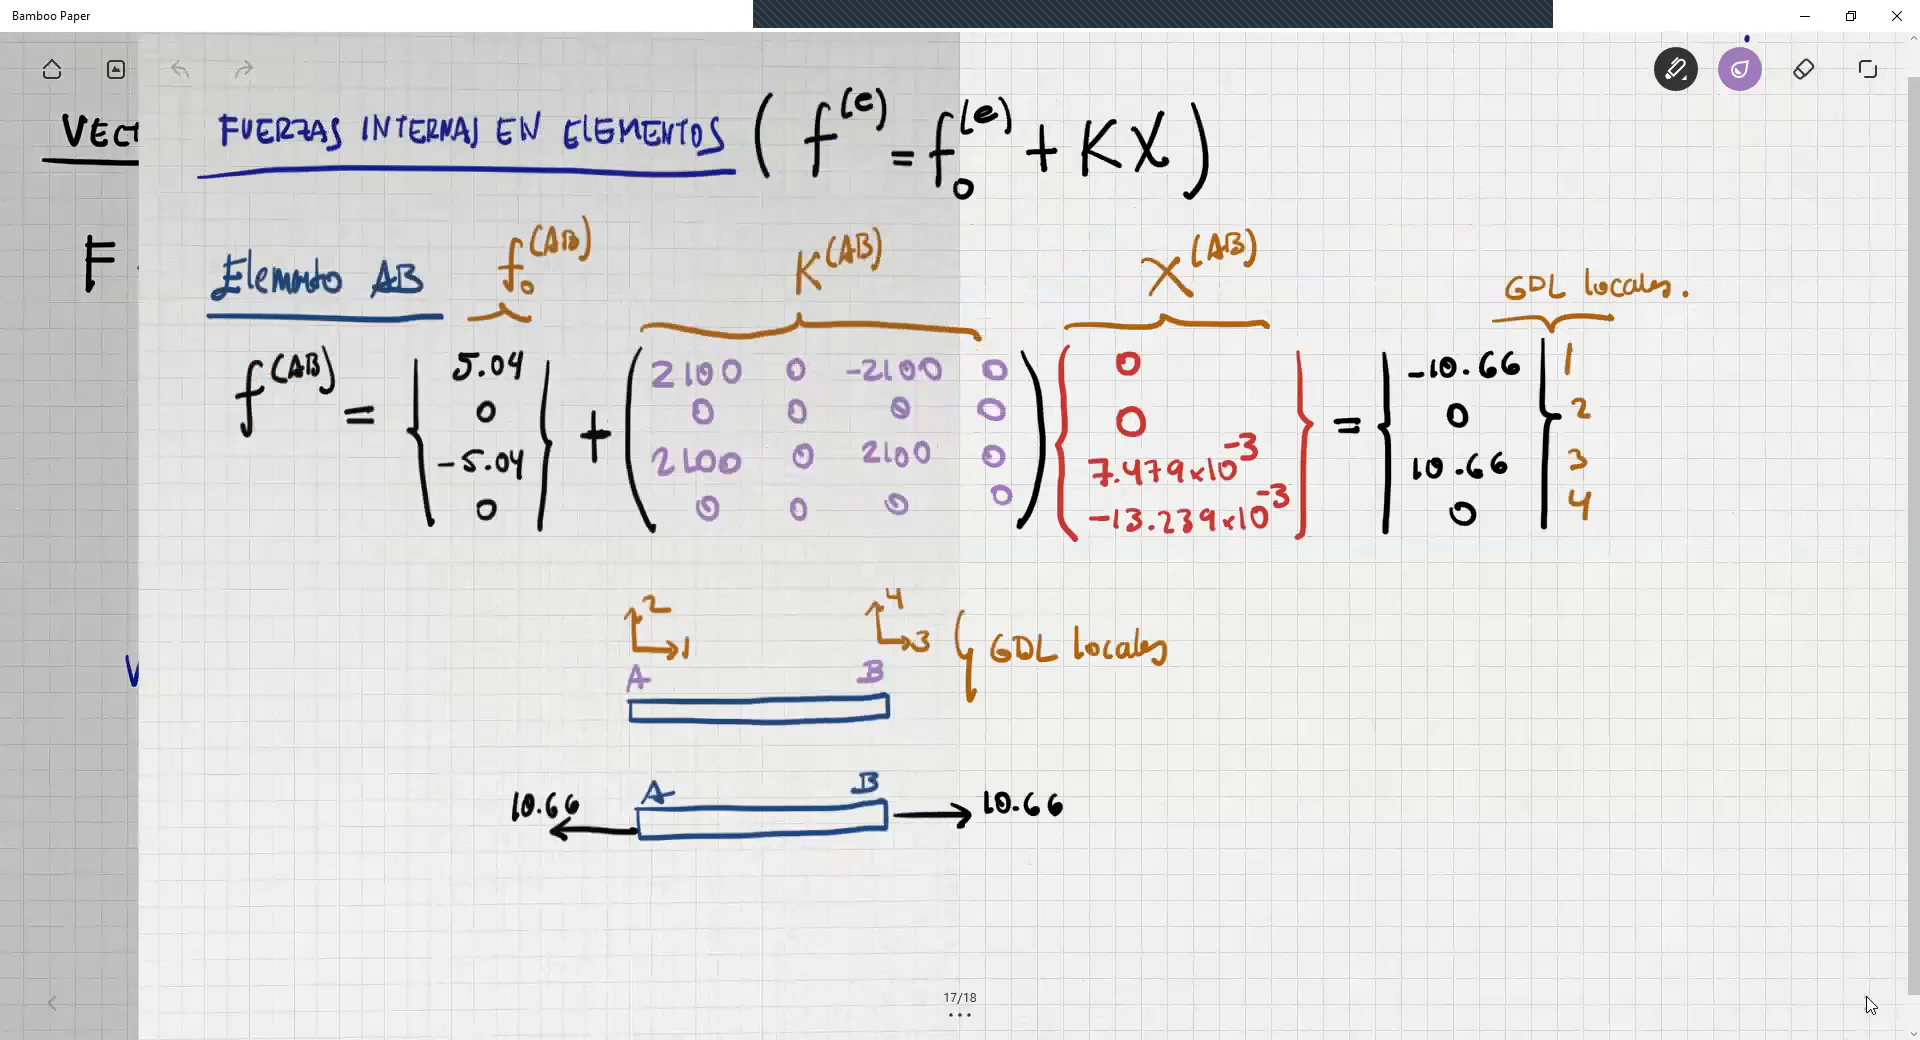 Bamboo Paper
VECT
FUERZAS INTERNAS EN ELEMENTOS ( f^(e) = f_0^(e) + KX )
F
Elemento AB f_0^(AB) K^(AB) X^(AB) GDL locales.
f^(AB) = { 5.04 0 -5.04 0 } + ( 2100 0 -2100 0 0 0 0 0 2100 0 2100 0 0 0 0 0 ) { 0 0 7.479x10^-3 -13.239x10^-3 } = { -10.66 0 10.66 0 } 1 2 3 4
2 4
1 3 GDL locales
A B
A B
10.66 10.66
17/18